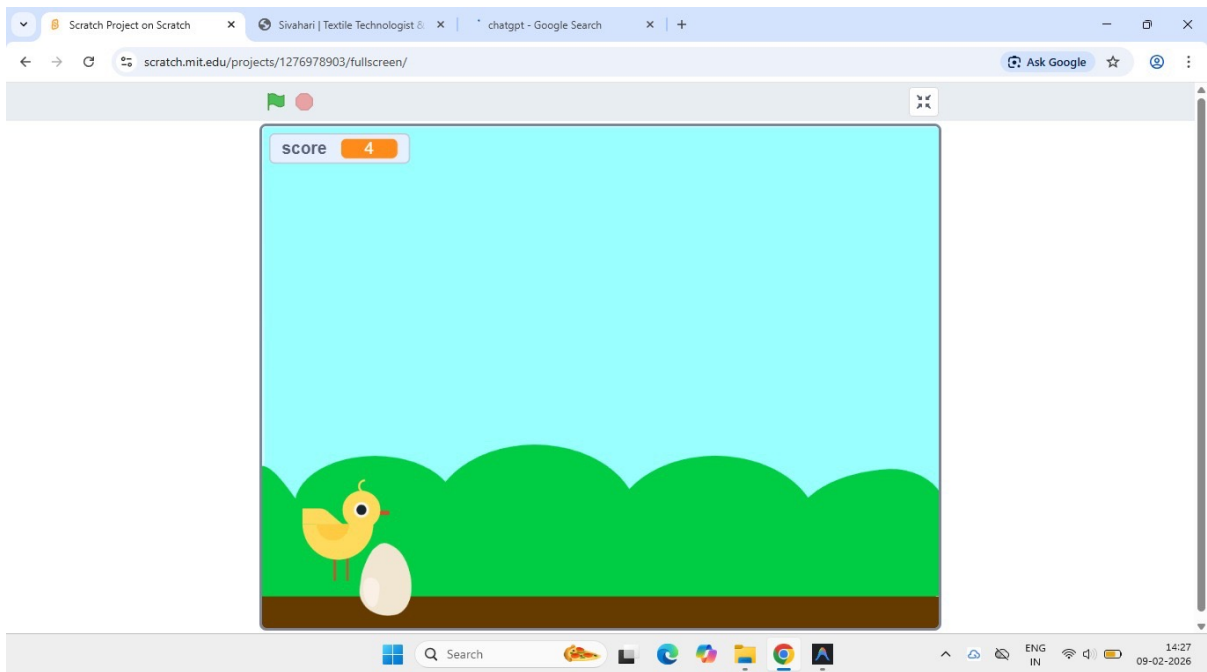 Scratch Project on Scratch
Sivahari | Textile Technologist &
chatgpt - Google Search
scratch.mit.edu/projects/1276978903/fullscreen/
Ask Google
score 4
Search
ENG
IN
14:27
09-02-2026